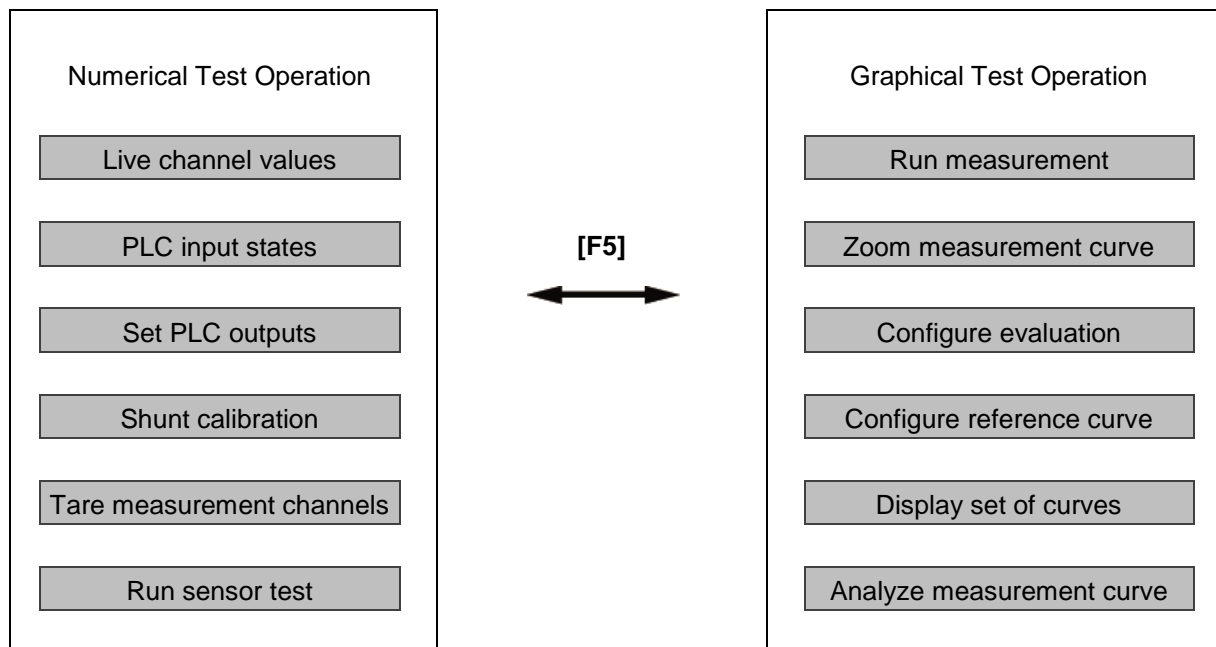 Numerical Test Operation
Live channel values
PLC input states
Set PLC outputs
Shunt calibration
Tare measurement channels
Run sensor test
[F5]
Graphical Test Operation
Run measurement
Zoom measurement curve
Configure evaluation
Configure reference curve
Display set of curves
Analyze measurement curve